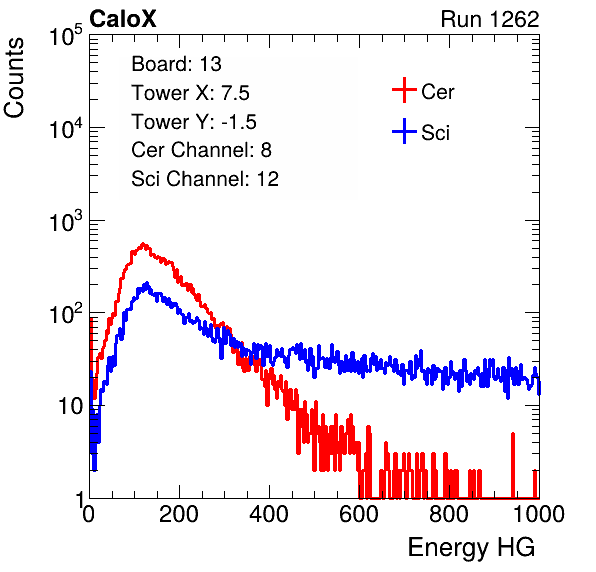 CaloX Run 1262
Counts
Board: 13
Tower X: 7.5
Tower Y: -1.5
Cer Channel: 8
Sci Channel: 12
Cer
Sci
10^5
10^4
10^3
10^2
10
1
0 200 400 600 800 1000
Energy HG